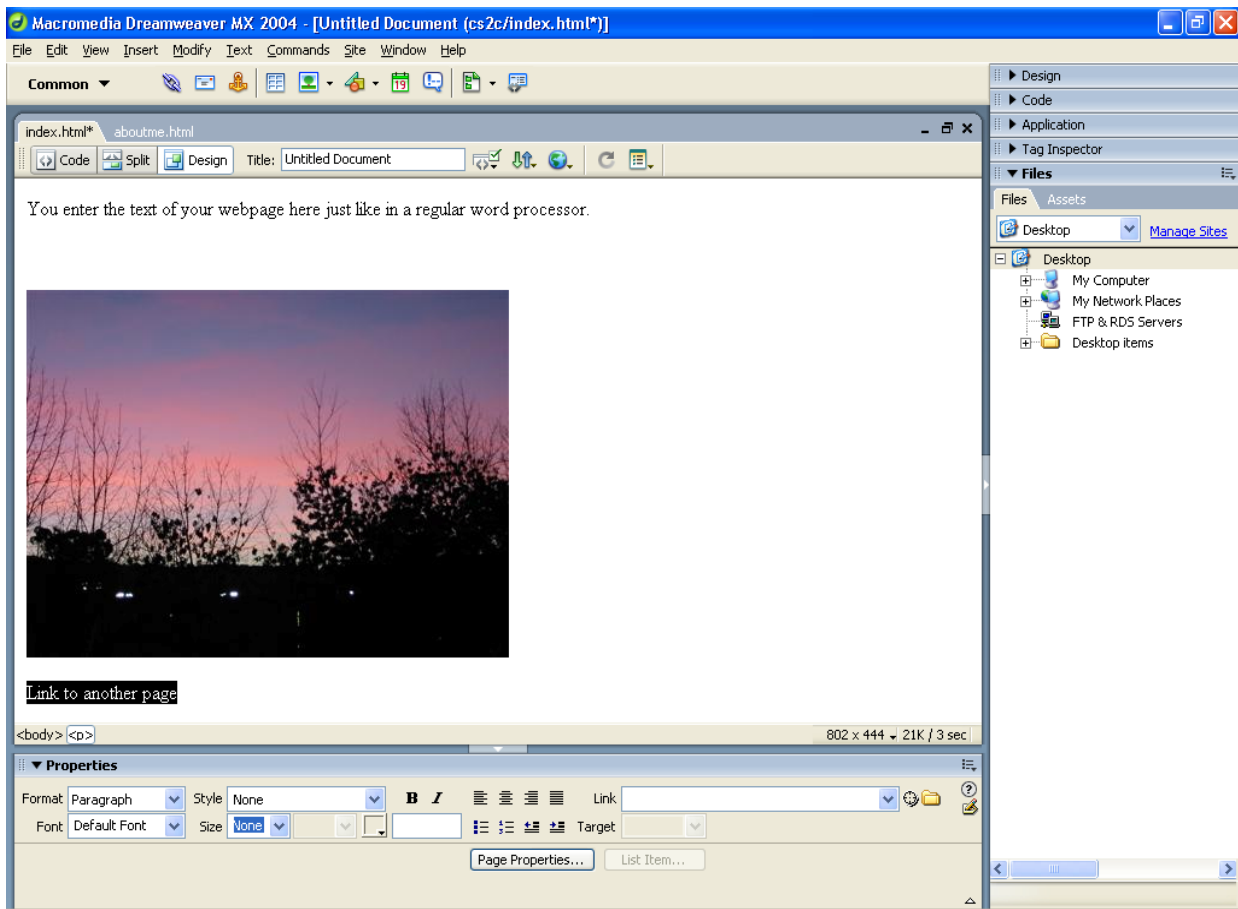 Macromedia Dreamweaver MX 2004 - [Untitled Document (cs2c/index.html*)]
File Edit View Insert Modify Text Commands Site Window Help
Common
19
index.html* aboutme.html
Code Split Design Title: Untitled Document
You enter the text of your webpage here just like in a regular word processor.
Link to another page
<body> <p> 802 x 444 21K / 3 sec
Properties
Format Paragraph Style None B I Link
Font Default Font Size None Target
Page Properties... List Item...
Design
Code
Application
Tag Inspector
Files
Files Assets
Desktop Manage Sites
Desktop
My Computer
My Network Places
FTP & RDS Servers
Desktop items